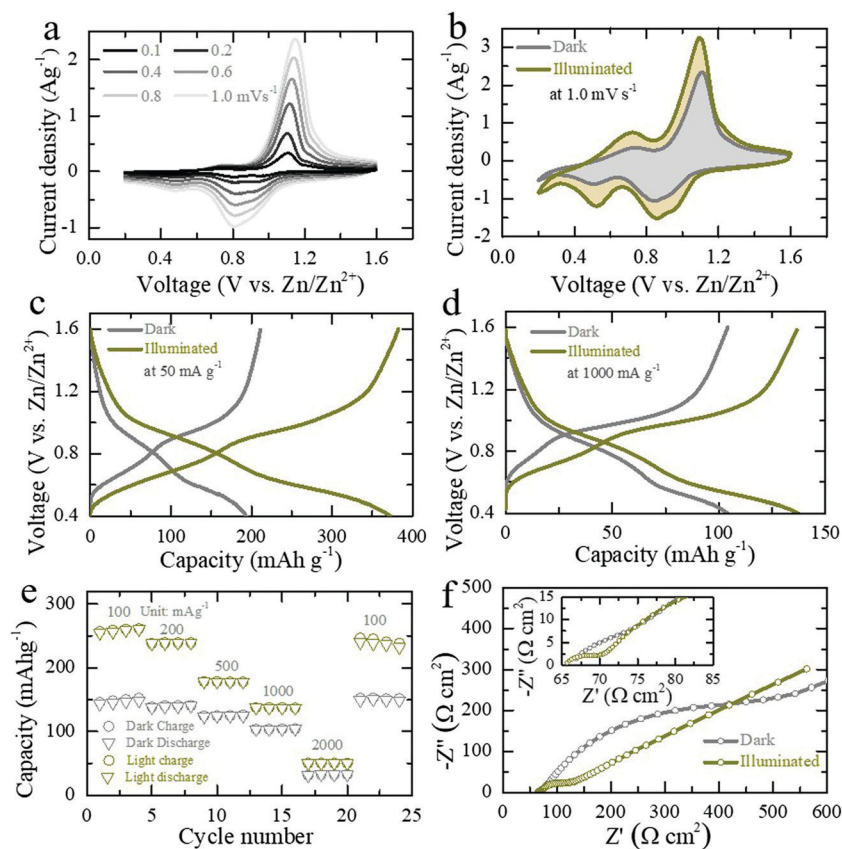 a
0.1
0.2
0.4
0.6
0.8
1.0 mVs⁻¹
2
1
0
-1
0.0
0.4
0.8
1.2
1.6
Current density (Ag⁻¹)
Voltage (V vs. Zn/Zn²⁺)
b
Dark
Illuminated
at 1.0 mV s⁻¹
3
2
1
0
-1
-2
0.0
0.4
0.8
1.2
1.6
Current density (Ag⁻¹)
Voltage (V vs. Zn/Zn²⁺)
c
Dark
Illuminated
at 50 mA g⁻¹
1.6
1.2
0.8
0.4
0
100
200
300
400
Voltage (V vs. Zn/Zn²⁺)
Capacity (mAh g⁻¹)
d
Dark
Illuminated
at 1000 mA g⁻¹
1.6
1.2
0.8
0.4
0
50
100
150
Voltage (V vs. Zn/Zn²⁺)
Capacity (mAh g⁻¹)
e
100
Unit: mAg⁻¹
200
500
1000
2000
100
Dark Charge
Dark Discharge
Light charge
Light discharge
300
250
200
150
100
50
0
0
5
10
15
20
25
Capacity (mAhg⁻¹)
Cycle number
f
500
400
300
200
100
0
0
100
200
300
400
500
600
-Z″ (Ω cm²)
Z′ (Ω cm²)
15
10
5
0
65
70
75
80
85
-Z″ (Ω cm²)
Z′ (Ω cm²)
Dark
Illuminated